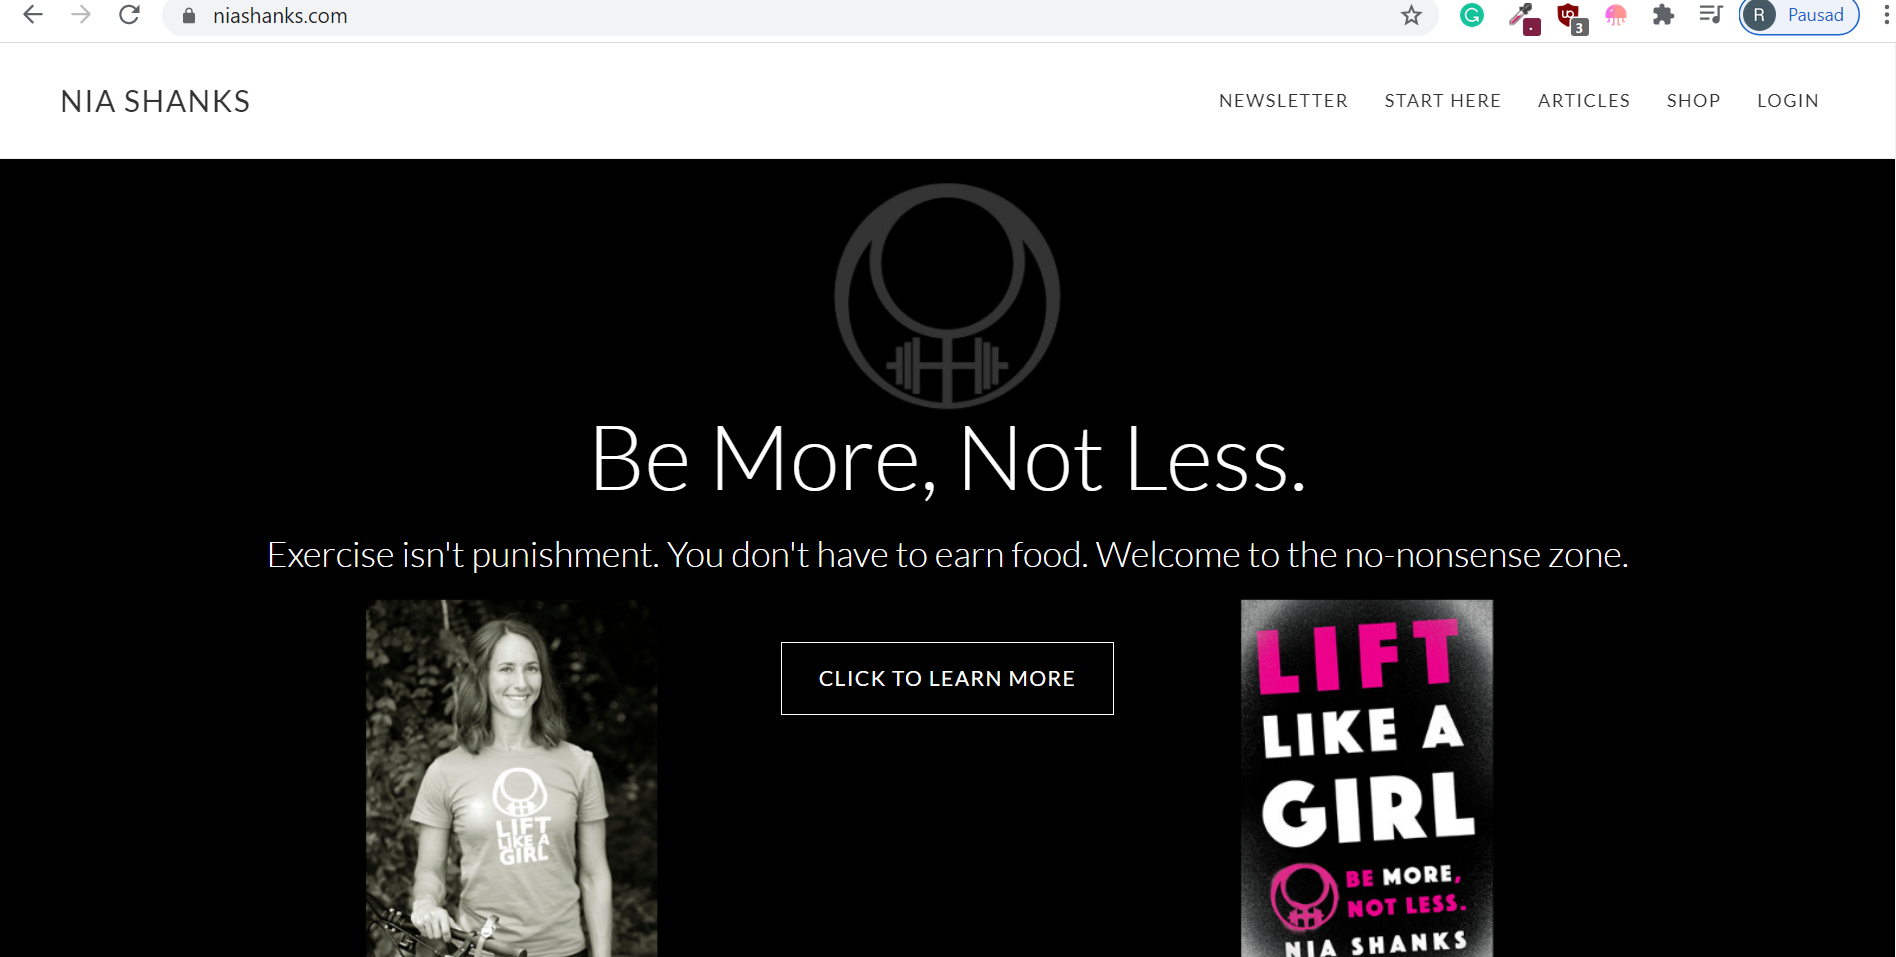 niashanks.com
3
R
Pausad
NIA SHANKS
NEWSLETTER
START HERE
ARTICLES
SHOP
LOGIN
Be More, Not Less.
Exercise isn't punishment. You don't have to earn food. Welcome to the no-nonsense zone.
LIFT
LIKE A
GIRL
CLICK TO LEARN MORE
LIFT
LIKE A
GIRL
BE MORE,
NOT LESS.
NIA SHANKS